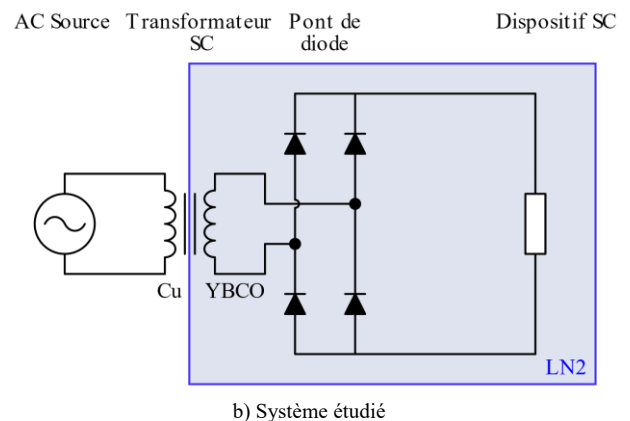 AC Source Transformateur Pont de Dispositif SC
SC diode
Cu YBCO
LN2
b) Système étudié